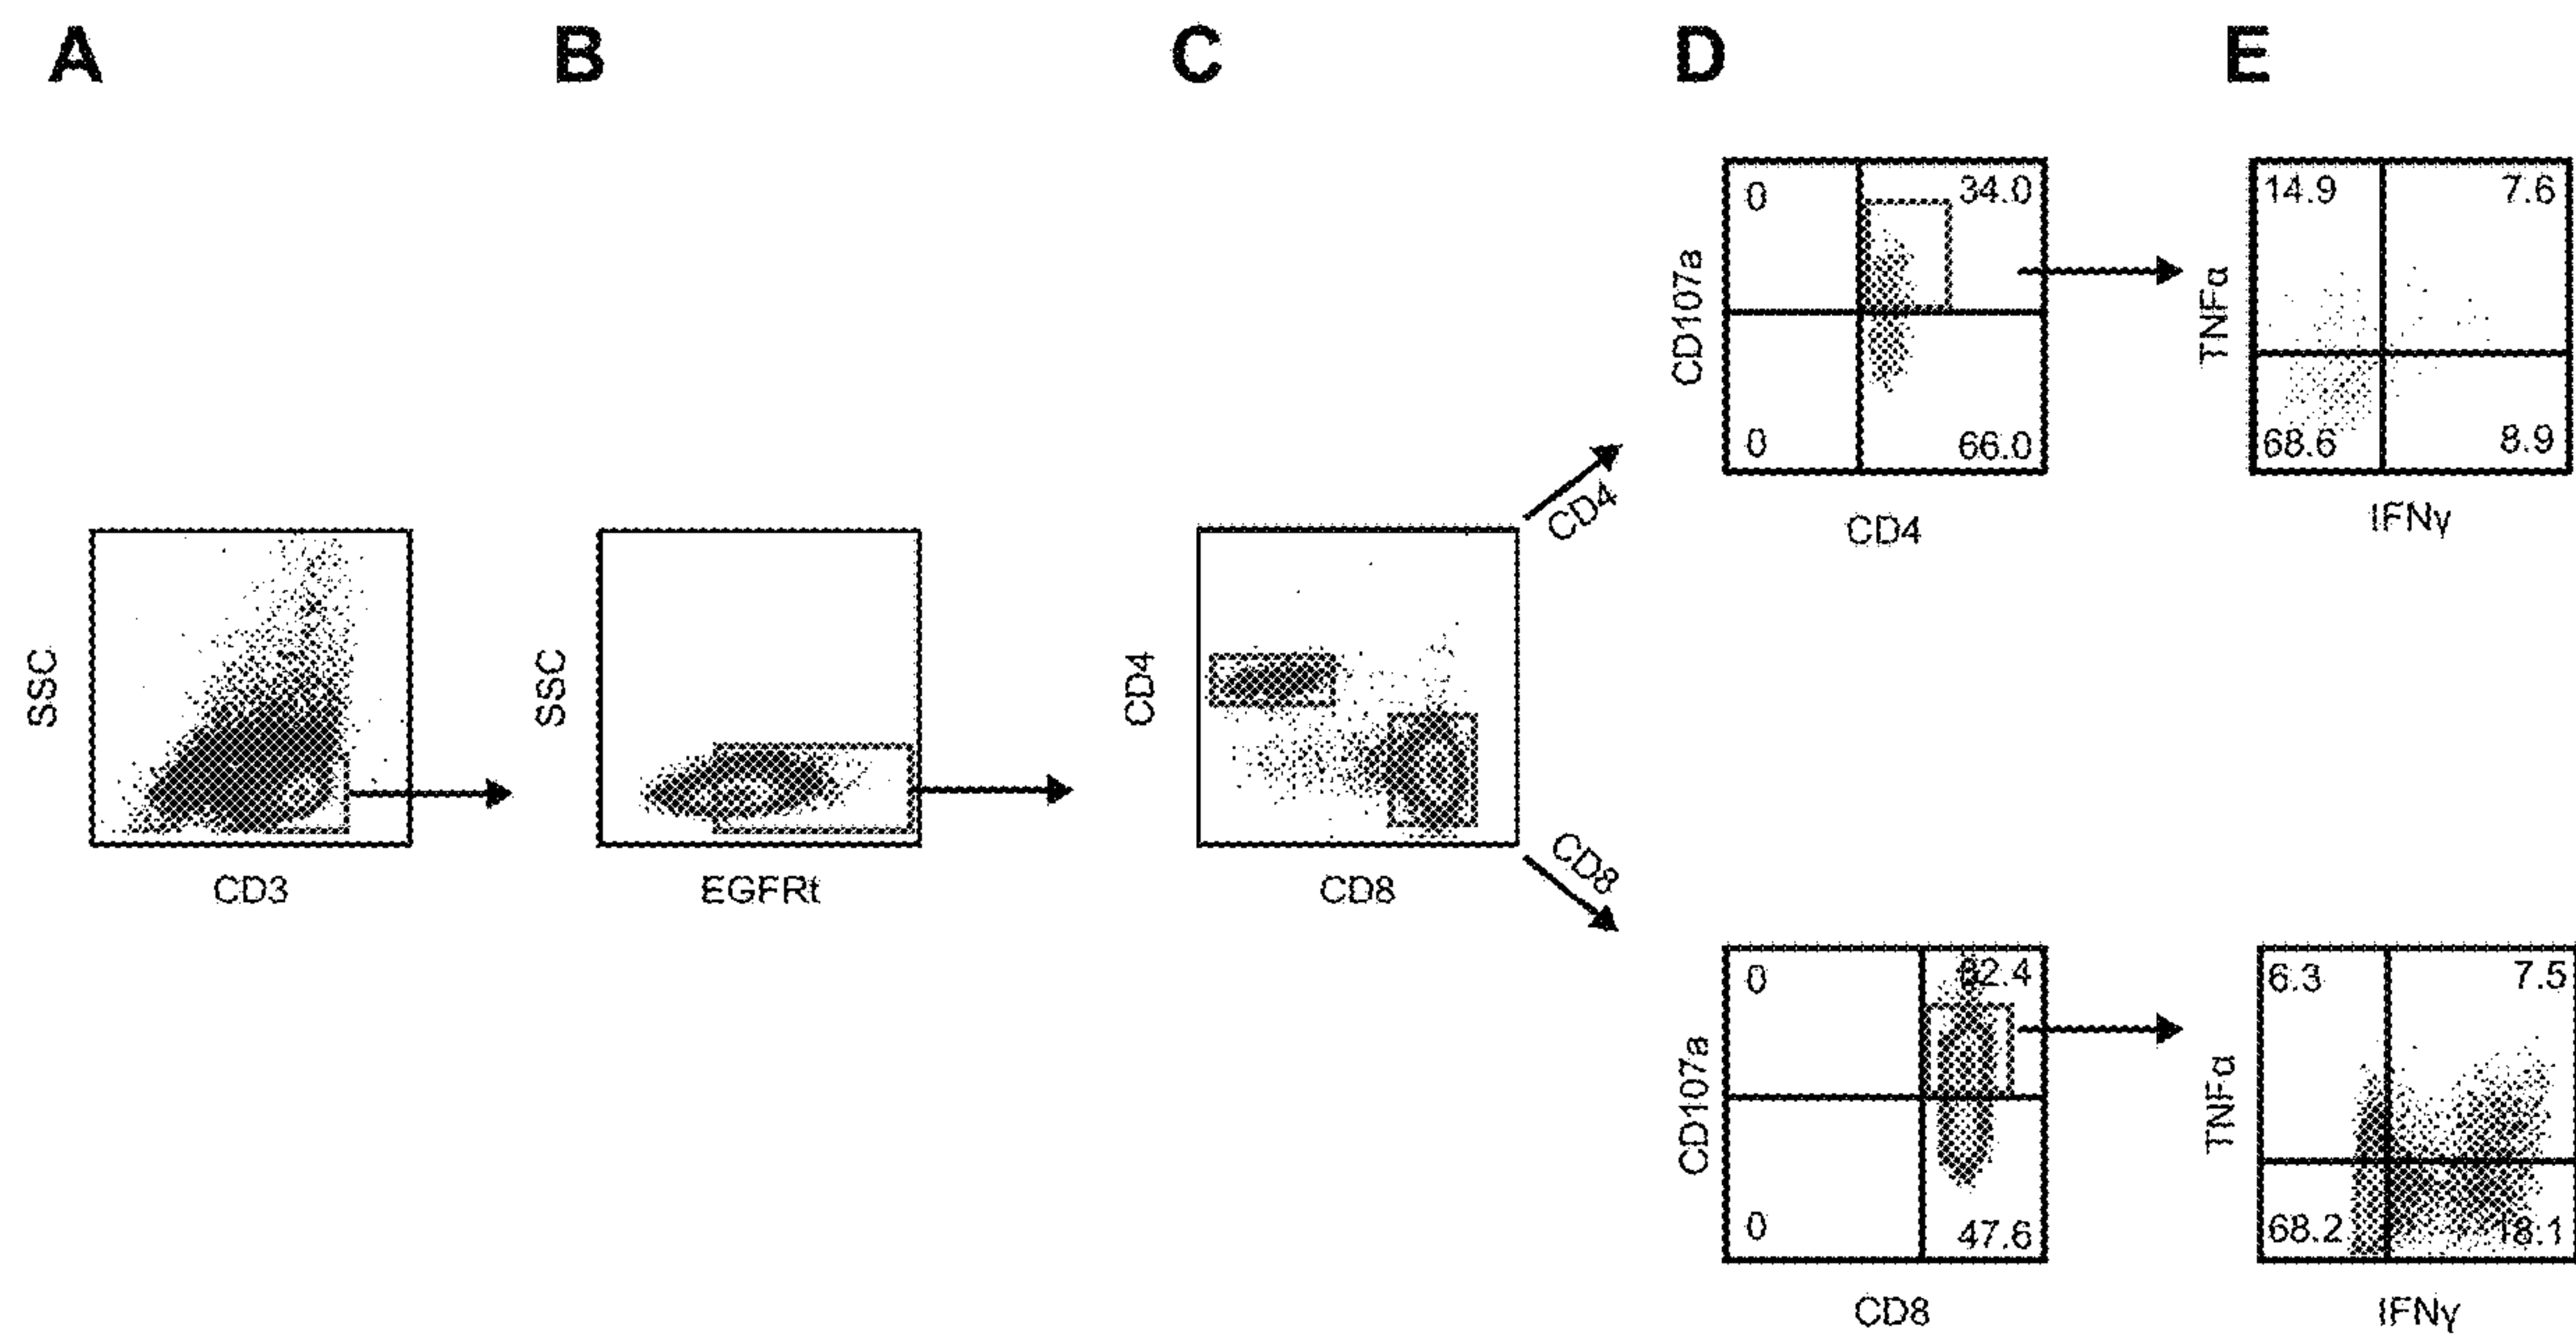 A
B
C
D
E
SSC
CD3
SSC
EGFRt
CD4
CD8
CD4
CD8
0
34.0
0
66.0
CD107a
CD4
14.9
7.6
68.6
8.9
TNFα
IFNγ
0
0
47.6
CD107a
CD8
6.3
7.5
68.2
18.1
TNFα
IFNγ